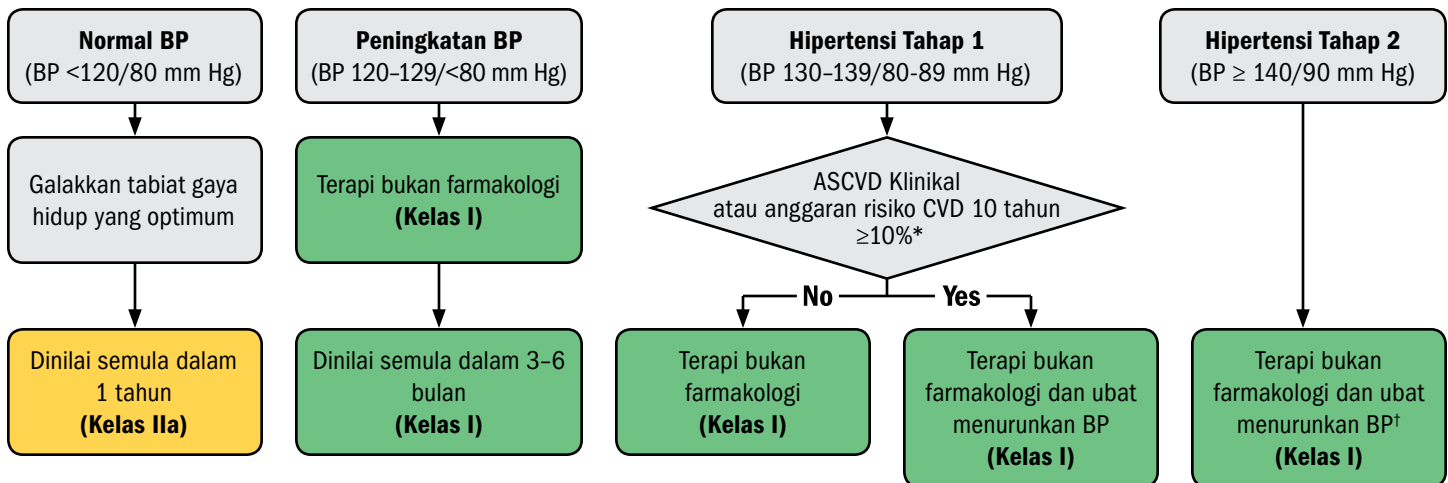 Normal BP
(BP <120/80 mm Hg)
Peningkatan BP
(BP 120–129/<80 mm Hg)
Hipertensi Tahap 1
(BP 130–139/80-89 mm Hg)
Hipertensi Tahap 2
(BP ≥ 140/90 mm Hg)
Galakkan tabiat gaya
hidup yang optimum
Terapi bukan farmakologi
(Kelas I)
ASCVD Klinikal
atau anggaran risiko CVD 10 tahun
≥10%*
No
Yes
Dinilai semula dalam
1 tahun
(Kelas IIa)
Dinilai semula dalam 3–6
bulan
(Kelas I)
Terapi bukan
farmakologi
(Kelas I)
Terapi bukan
farmakologi dan ubat
menurunkan BP
(Kelas I)
Terapi bukan
farmakologi dan ubat
menurunkan BP†
(Kelas I)